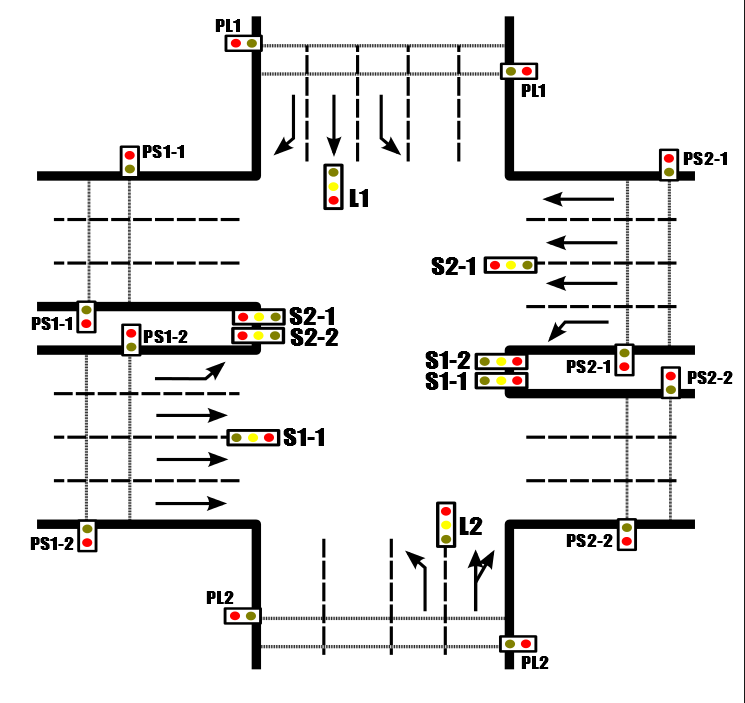 PL1
PL1
PS1-1
PS2-1
L1
S2-1
PS1-1
S2-1
PS1-2
S2-2
S1-2
PS2-1
S1-1
PS2-2
S1-1
L2
PS1-2
PS2-2
PL2
PL2